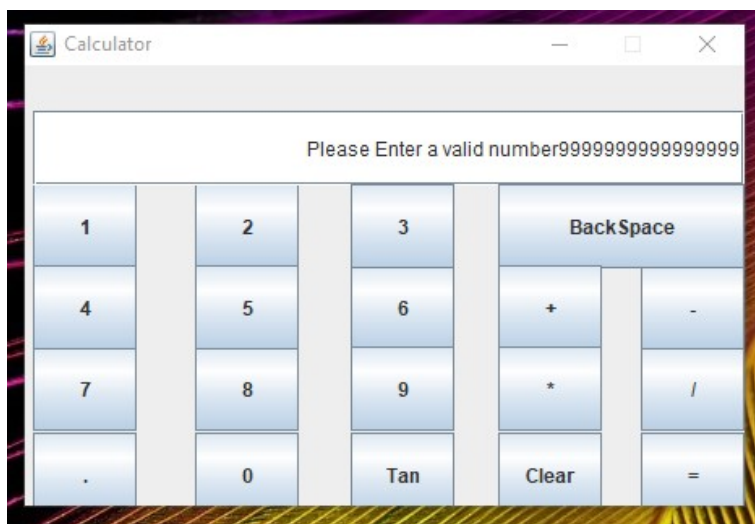 Calculator
Please Enter a valid number9999999999999999
1 2 3 BackSpace
4 5 6 + -
7 8 9 * /
. 0 Tan Clear =